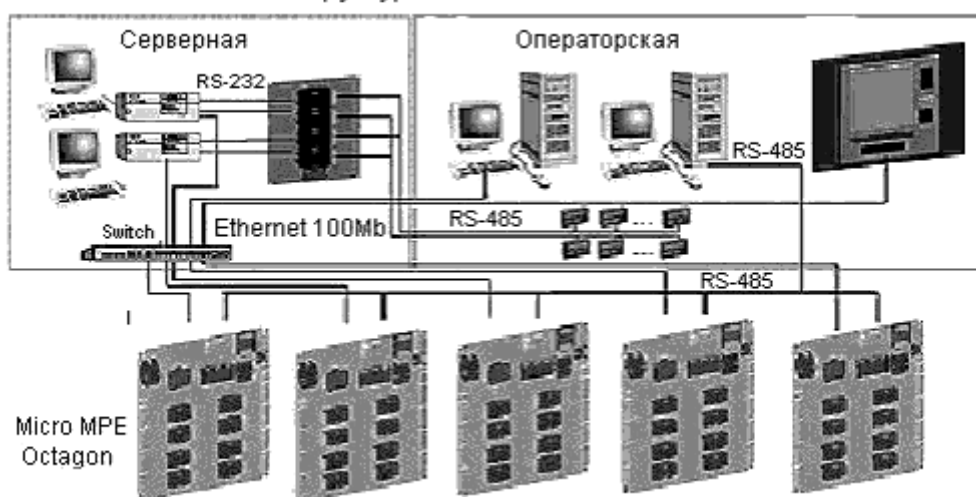 Серверная
Операторская
RS-232
RS-485
Switch
Ethernet 100Mb
RS-485
RS-485
Micro MPE
Octagon